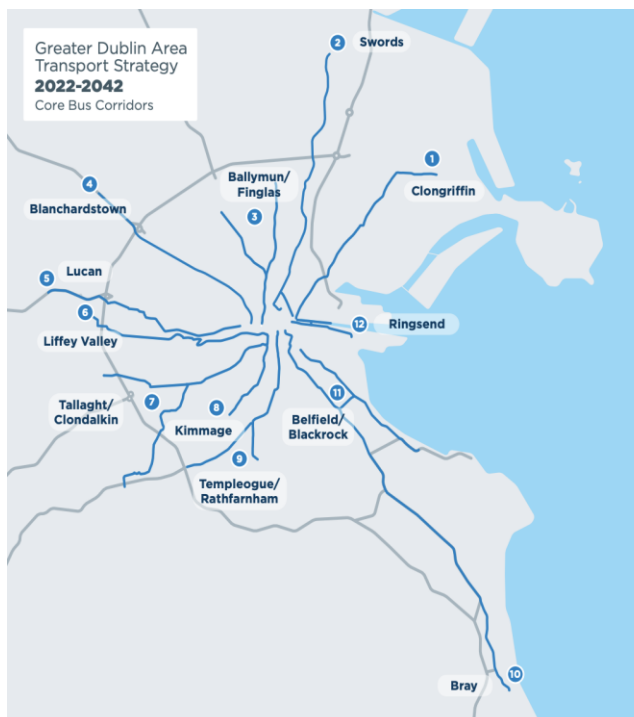 Greater Dublin Area
Transport Strategy
2022-2042
Core Bus Corridors
2 Swords
1
Clongriffin
4
Blanchardstown
Ballymun/
Finglas
3
5
Lucan
6
Liffey Valley
12 Ringsend
7
Tallaght/
Clondalkin
8
Kimmage
11
Belfield/
Blackrock
9
Templeogue/
Rathfarnham
10
Bray